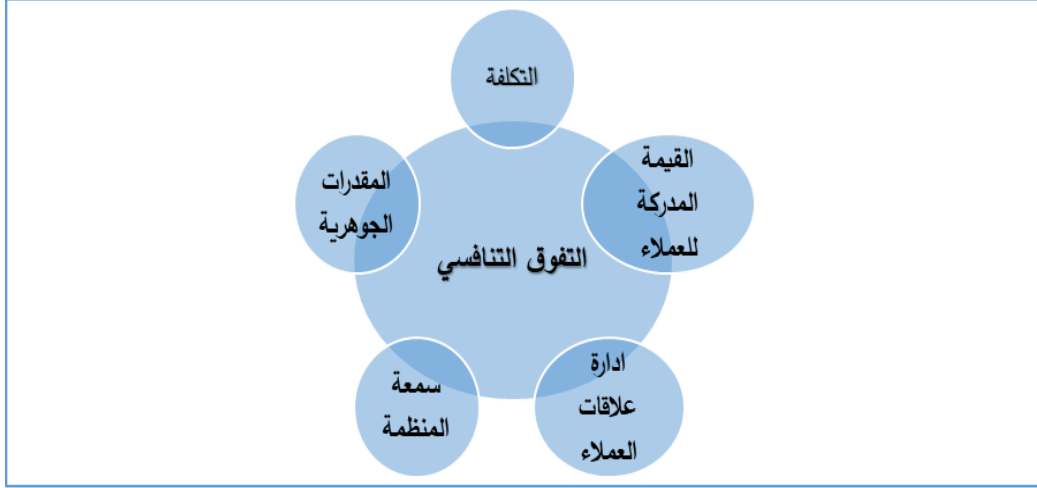 التكلفة
القيمة
المدركة
للعملاء
المقدرات
الجوهرية
التفوق التنافسي
ادارة
علاقات
العملاء
سمعة
المنظمة